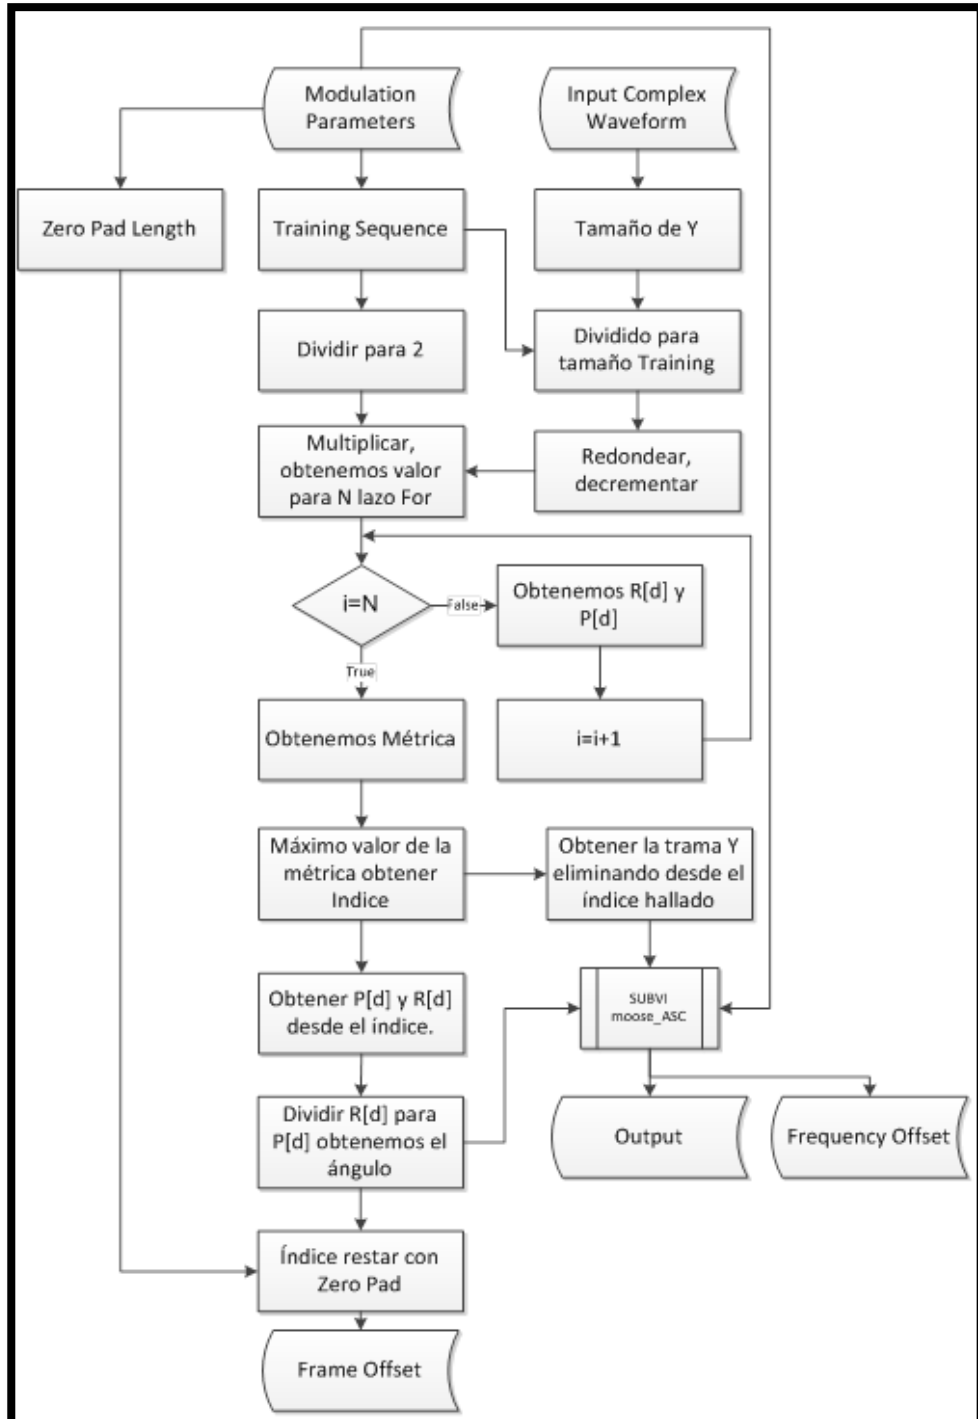 Modulation
Parameters
Input Complex
Waveform
Zero Pad Length
Training Sequence
Tamaño de Y
Dividir para 2
Dividido para
tamaño Training
Multiplicar,
obtenemos valor
para N lazo For
Redondear,
decrementar
i=N
False
Obtenemos R[d] y
P[d]
True
Obtenemos Métrica
i=i+1
Máximo valor de la
métrica obtener
Indice
Obtener la trama Y
eliminando desde el
índice hallado
Obtener P[d] y R[d]
desde el índice.
SUBVI
moose_ASC
Dividir R[d] para
P[d] obtenemos el
ángulo
Output
Frequency Offset
Índice restar con
Zero Pad
Frame Offset